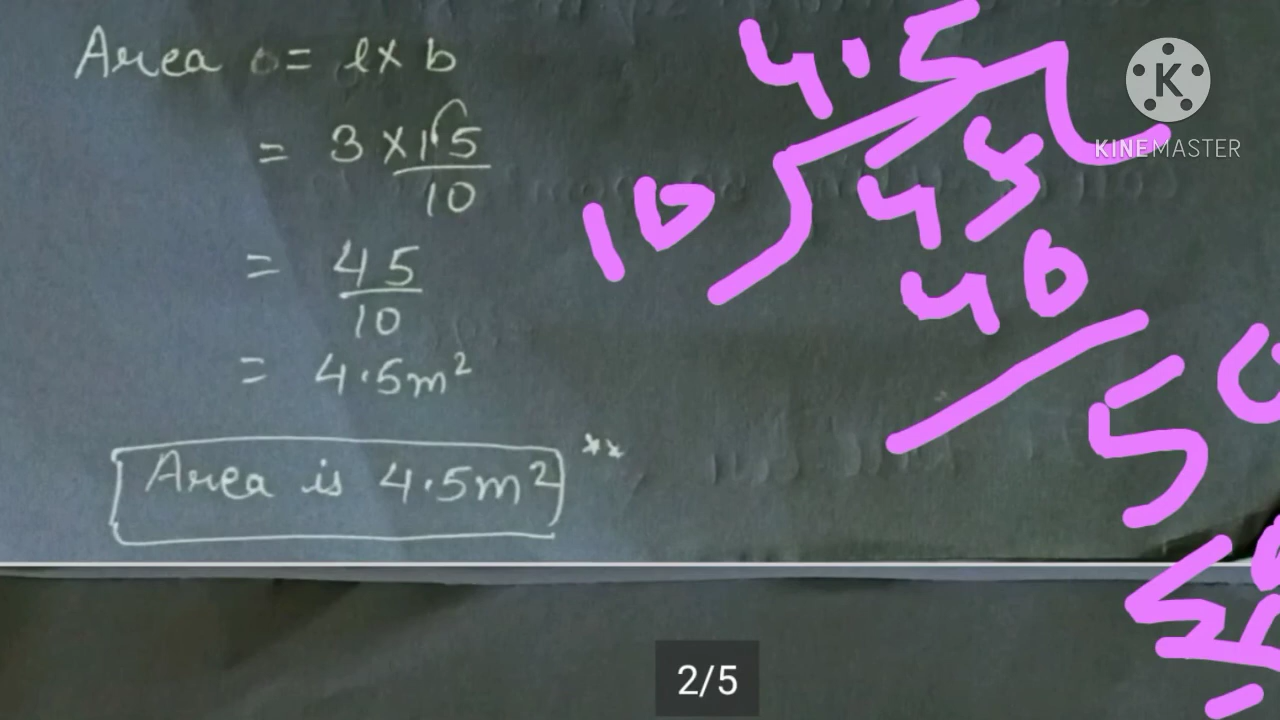 Area = l × b
= 3 × 15
10
= 45
10
= 4.5m²
Area is 4.5m² **
4.5
10 45
40
50
50
K
KINEMASTER
2/5